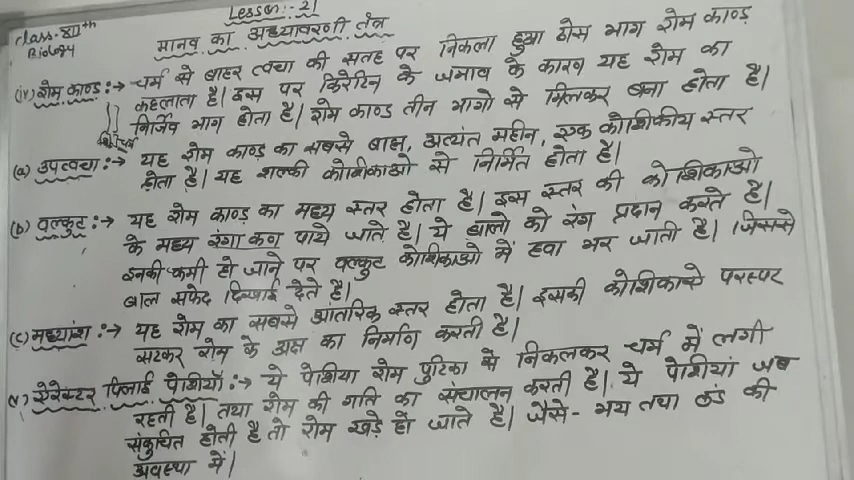 Lesson:- 21
class-XIIth
Biology
मानव का अध्यावरणी तंत्र
(iv) रोम काण्ड :→ चर्म से बाहर त्वचा की सतह पर निकला हुआ ठोस भाग रोम काण्ड
कहलाता है। इस पर किरेटिन के जमाव के कारण यह रोम का
निर्जिव भाग होता है। रोम काण्ड तीन भागो से मिलकर बना होता है।
(a) उपत्वचा :→ यह रोम काण्ड का सबसे बाह्य, अत्यंत महीन, एक कोशिकीय स्तर
होता है। यह शल्की कोशिकाओ से निर्मित होता है।
(b) वल्कुट :→ यह रोम काण्ड का मध्य स्तर होता है। इस स्तर की कोशिकाओ
के मध्य रंगा कण पाये जाते है। ये बालो को रंग प्रदान करते है।
इनकी कमी हो जाने पर वल्कुट कोशिकाओ में हवा भर जाती है। जिससे
बाल सफेद दिखाई देते है।
(c) मध्यांश :→ यह रोम का सबसे आंतरिक स्तर होता है। इसकी कोशिकासे परस्पर
सटकर रोम के अक्ष का निर्माण करती है।
(v) ऐरेक्टर पिलाई पेशीयाँ :→ ये पेशिया रोम पुटिका से निकलकर चर्म में लगी
रहती है। तथा रोम की गति का संचालन करती है। ये पेशियां जब
संकुचित होती है तो रोम खड़े हो जाते है। जैसे- भय तथा ठंड की
अवस्था में।